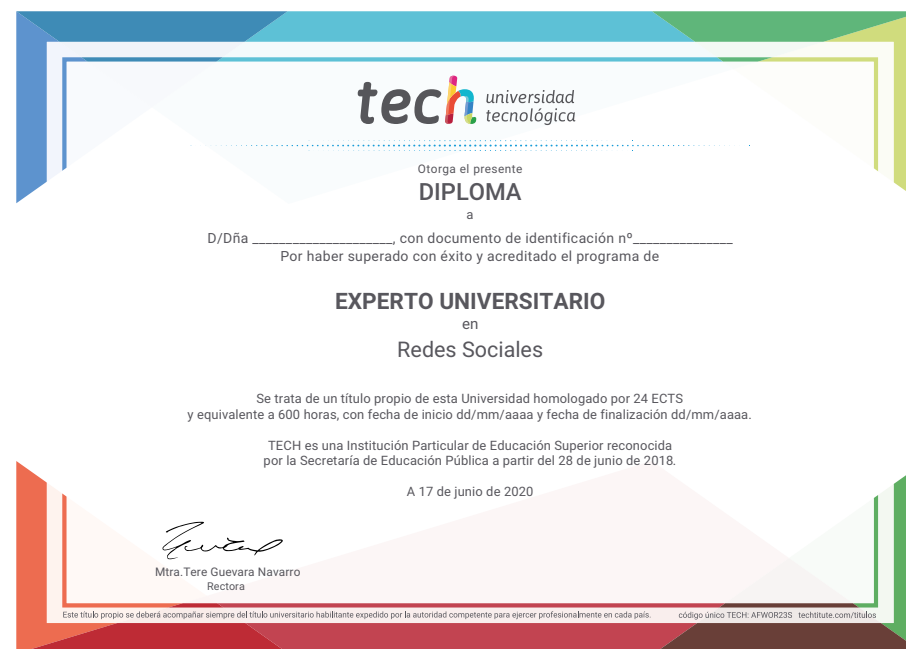 tech universidad
tecnológica
Otorga el presente
DIPLOMA
a
D/Dña _____________________, con documento de identificación nº_______________
Por haber superado con éxito y acreditado el programa de
EXPERTO UNIVERSITARIO
en
Redes Sociales
Se trata de un título propio de esta Universidad homologado por 24 ECTS
y equivalente a 600 horas, con fecha de inicio dd/mm/aaaa y fecha de finalización dd/mm/aaaa.
TECH es una Institución Particular de Educación Superior reconocida
por la Secretaría de Educación Pública a partir del 28 de junio de 2018.
A 17 de junio de 2020
Mtra.Tere Guevara Navarro
Rectora
Este título propio se deberá acompañar siempre del título universitario habilitante expedido por la autoridad competente para ejercer profesionalmente en cada país. código único TECH: AFWOR23S techtitute.com/titulos